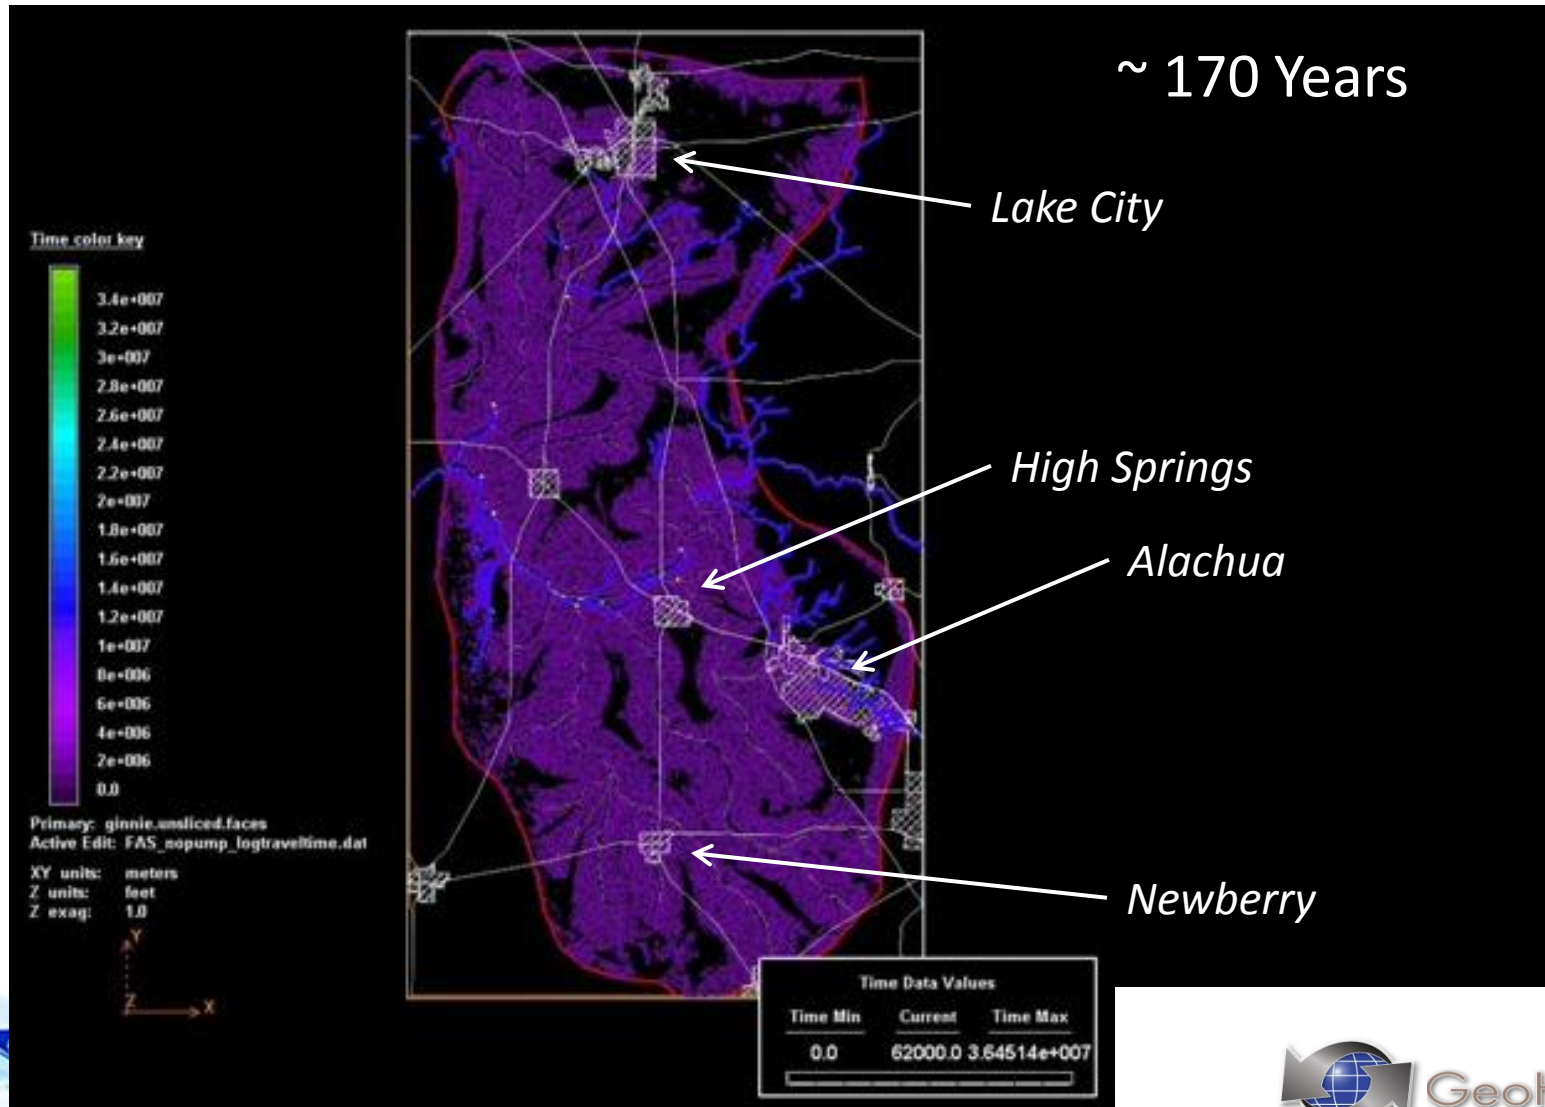 ~ 170 Years
Lake City
High Springs
Alachua
Newberry
Time color key
3.4e+007
3.2e+007
3e+007
2.8e+007
2.6e+007
2.4e+007
2.2e+007
2e+007
1.8e+007
1.6e+007
1.4e+007
1.2e+007
1e+007
8e+006
6e+006
4e+006
2e+006
0.0
Primary: ginnie.unsliced.faces
Active Edit: FAS_nopump_logtraveltime.dat
XY units: meters
Z units: feet
Z exag: 1.0
Y
Z
X
Time Data Values
Time Min Current Time Max
0.0 62000.0 3.64514e+007